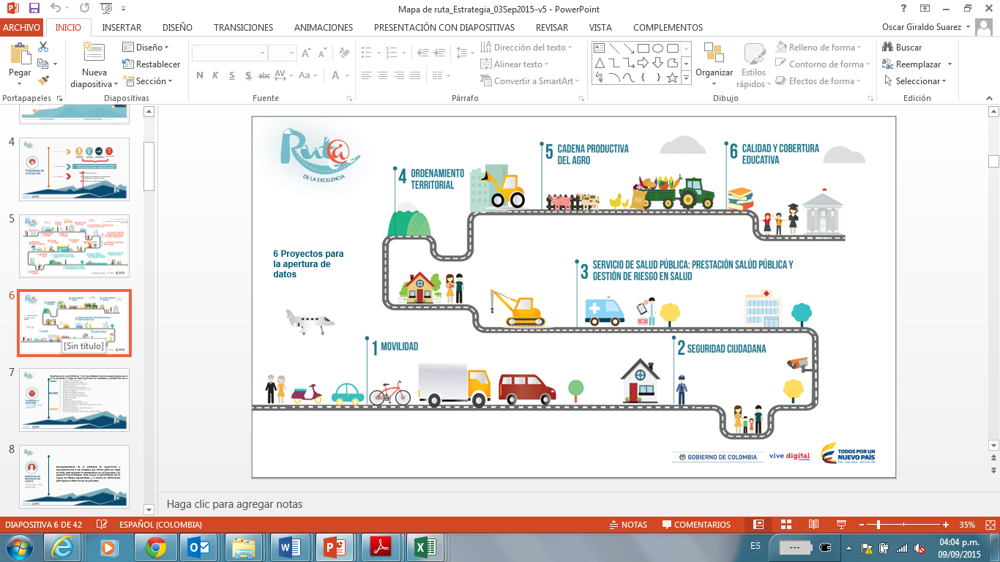 Mapa de ruta_Estrategia_03Sep2015-v5 - PowerPoint
ARCHIVO INICIO INSERTAR DISEÑO TRANSICIONES ANIMACIONES PRESENTACIÓN CON DIAPOSITIVAS REVISAR VISTA COMPLEMENTOS Oscar Giraldo Suarez
Pegar
Nueva diapositiva
Diseño
Restablecer
Sección
N K S S abc AV Aa A
Dirección del texto
Alinear texto
Convertir a SmartArt
Organizar
Estilos rápidos
Relleno de forma
Contorno de forma
Efectos de forma
Buscar
Reemplazar
Seleccionar
Portapapeles Diapositivas Fuente Párrafo Dibujo Edición
4
5
6
[Sin título]
7
8
Ruta
DE LA EXCELENCIA
4 ORDENAMIENTO
TERRITORIAL
5 CADENA PRODUCTIVA
DEL AGRO
6 CALIDAD Y COBERTURA
EDUCATIVA
6 Proyectos para
la apertura de
datos
3 SERVICIO DE SALUD PÚBLICA: PRESTACIÓN SALÚD PÚBLICA Y
GESTIÓN DE RIESGO EN SALUD
1 MOVILIDAD
2 SEGURIDAD CIUDADANA
GOBIERNO DE COLOMBIA
vive digital
TODOS POR UN
NUEVO PAÍS
PAZ EQUIDAD EDUCACIÓN
Haga clic para agregar notas
DIAPOSITIVA 6 DE 42 ESPAÑOL (COLOMBIA) NOTAS COMENTARIOS 35%
ES
04:04 p.m.
09/09/2015